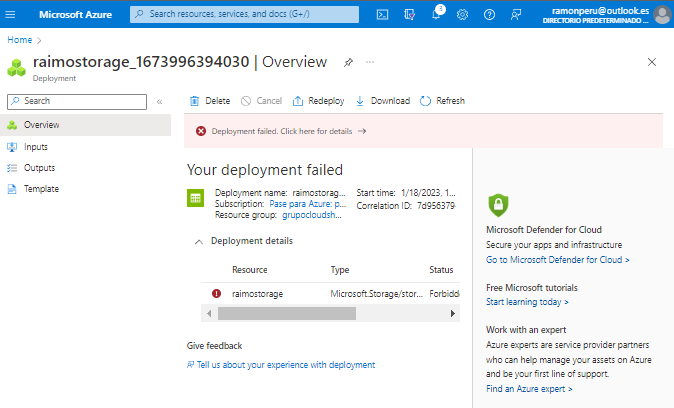 Microsoft Azure
Search resources, services, and docs (G+/)
3
ramonperu@outlook.es
DIRECTORIO PREDETERMINADO ...
Home >
raimostorage_1673996394030 | Overview
Deployment
Search
«
Delete
Cancel
Redeploy
Download
Refresh
Overview
Inputs
Outputs
Template
Deployment failed. Click here for details →
Your deployment failed
Deployment name: raimostorag...
Subscription: Pase para Azure: p...
Resource group: grupocloudsh...
Start time: 1/18/2023, 1...
Correlation ID: 7d956379-
Deployment details
Resource Type Status
raimostorage Microsoft.Storage/stor... Forbidd
Give feedback
Tell us about your experience with deployment
Microsoft Defender for Cloud
Secure your apps and infrastructure
Go to Microsoft Defender for Cloud >
Free Microsoft tutorials
Start learning today >
Work with an expert
Azure experts are service provider partners
who can help manage your assets on Azure
and be your first line of support.
Find an Azure expert >